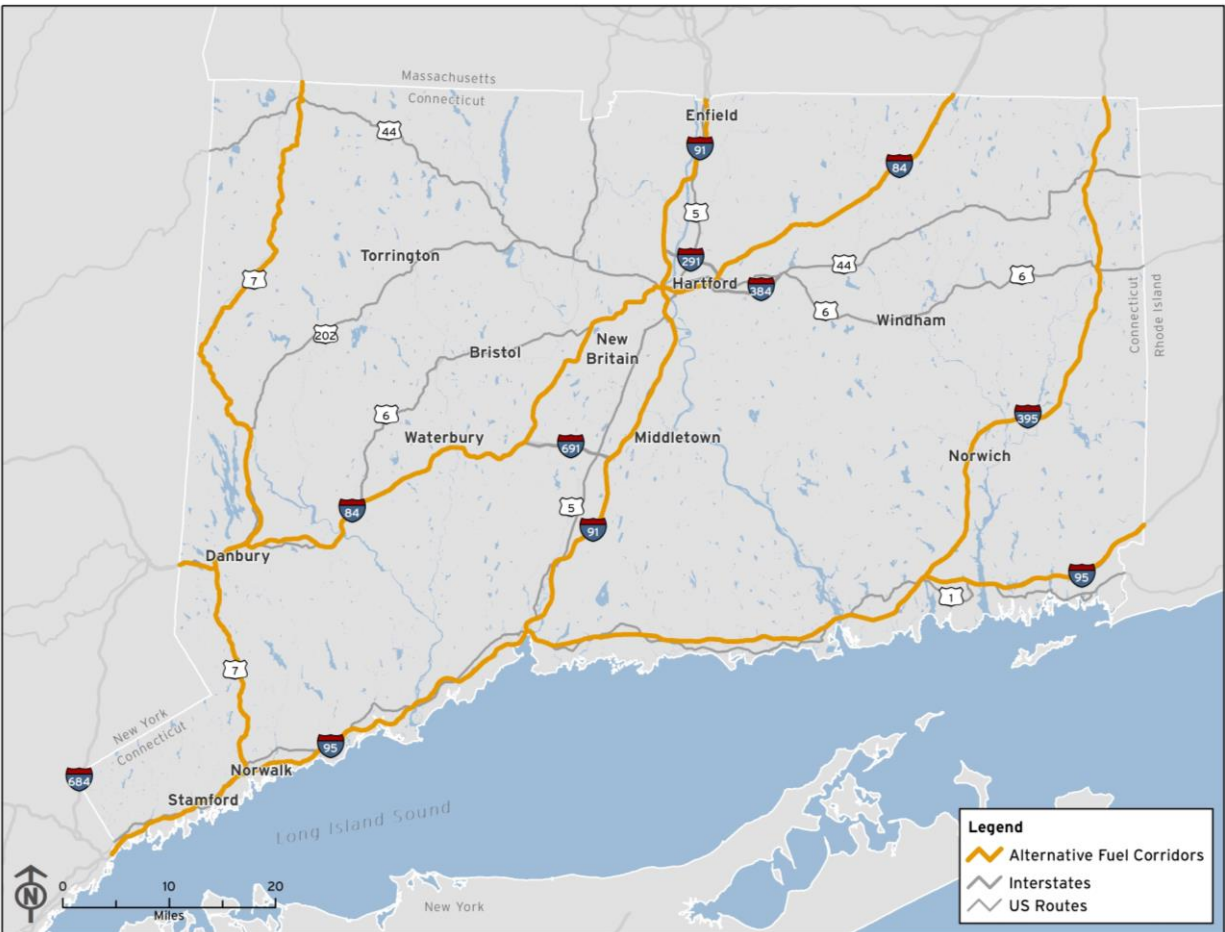 Massachusetts
Connecticut
Enfield
44
91
84
5
Torrington
7
291
Hartford
384
44
6
202
6
Windham
Connecticut
Rhode Island
New
Britain
Bristol
6
Waterbury
691
Middletown
395
Norwich
84
5
91
Danbury
95
1
7
New York
Connecticut
95
684
Norwalk
Stamford
Long Island Sound
New York
N
0 10 20
Miles
Legend
Alternative Fuel Corridors
Interstates
US Routes